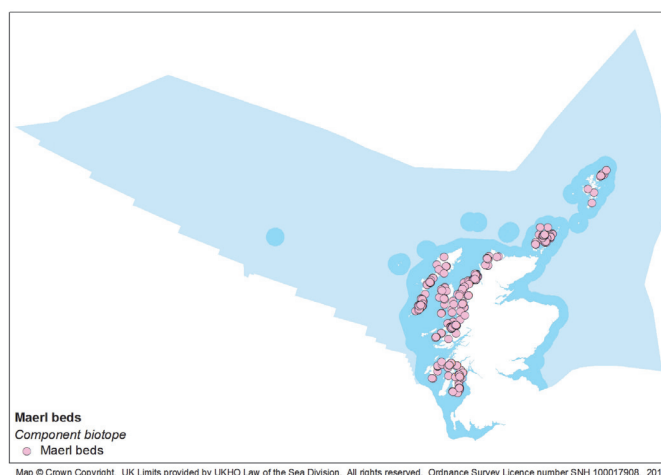 Maerl beds
Component biotope
Maerl beds
Map © Crown Copyright. UK Limits provided by UKHO Law of the Sea Division. All rights reserved. Ordnance Survey Licence number SNH 100017908 201